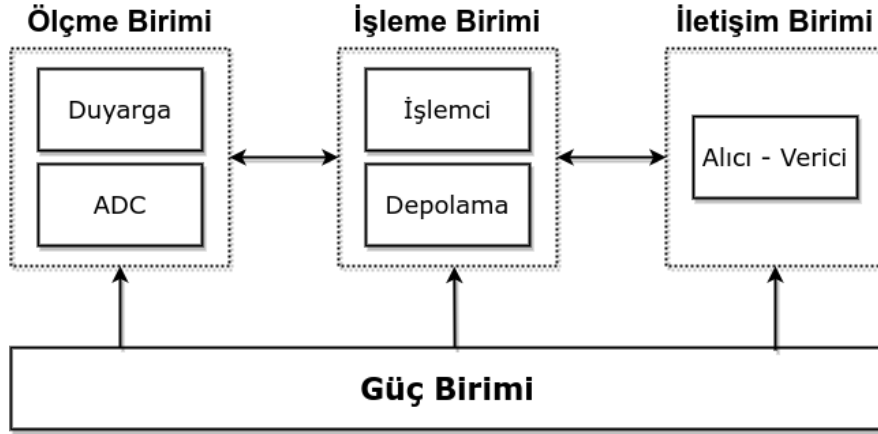 Ölçme Birimi
İşleme Birimi
İletişim Birimi
Duyarga
İşlemci
Alıcı - Verici
ADC
Depolama
Güç Birimi